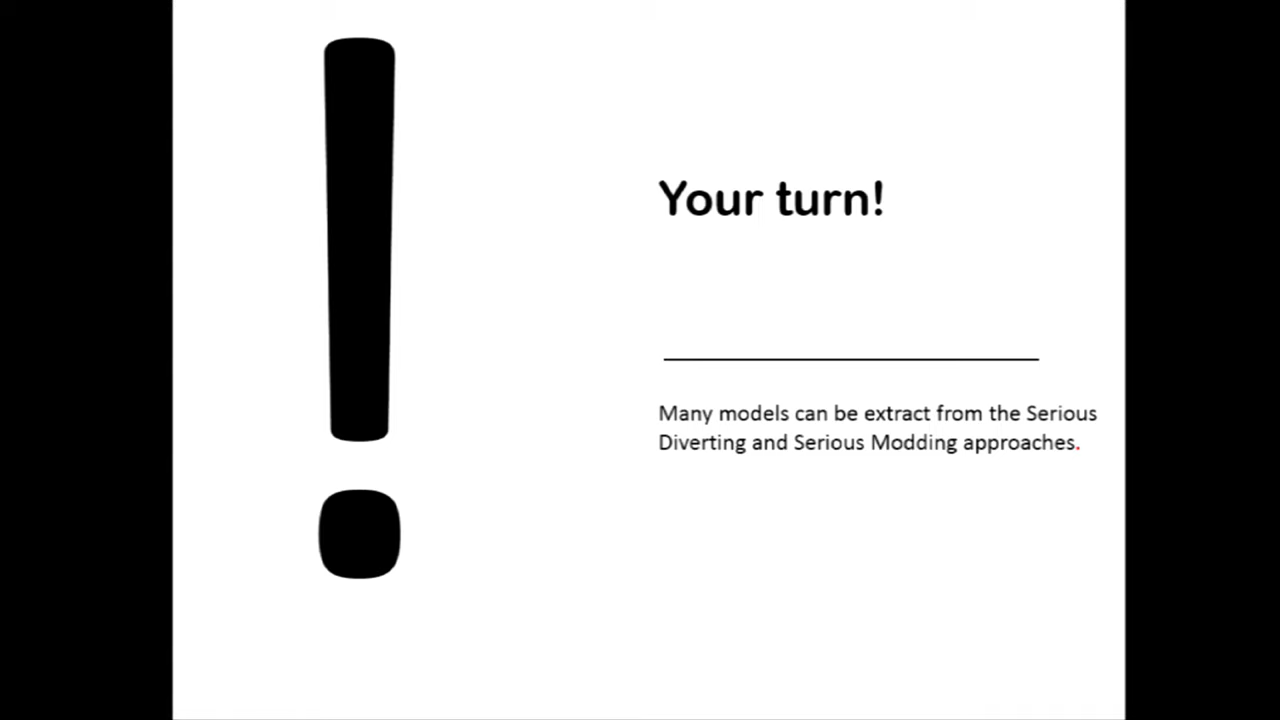 !
Your turn!
Many models can be extract from the Serious
Diverting and Serious Modding approaches.